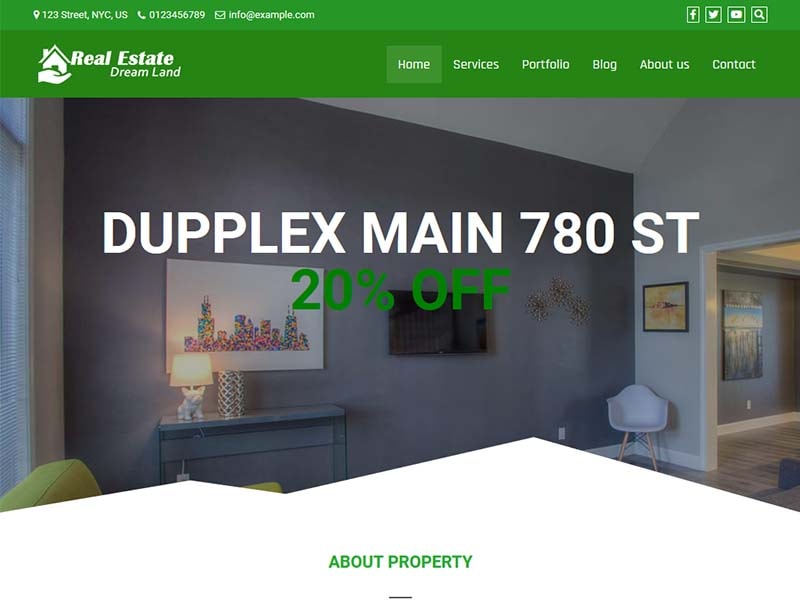 123 Street, NYC, US 0123456789 info@example.com
Real Estate
Dream Land
Home Services Portfolio Blog About us Contact
DUPPLEX MAIN 780 ST
20% OFF
ABOUT PROPERTY